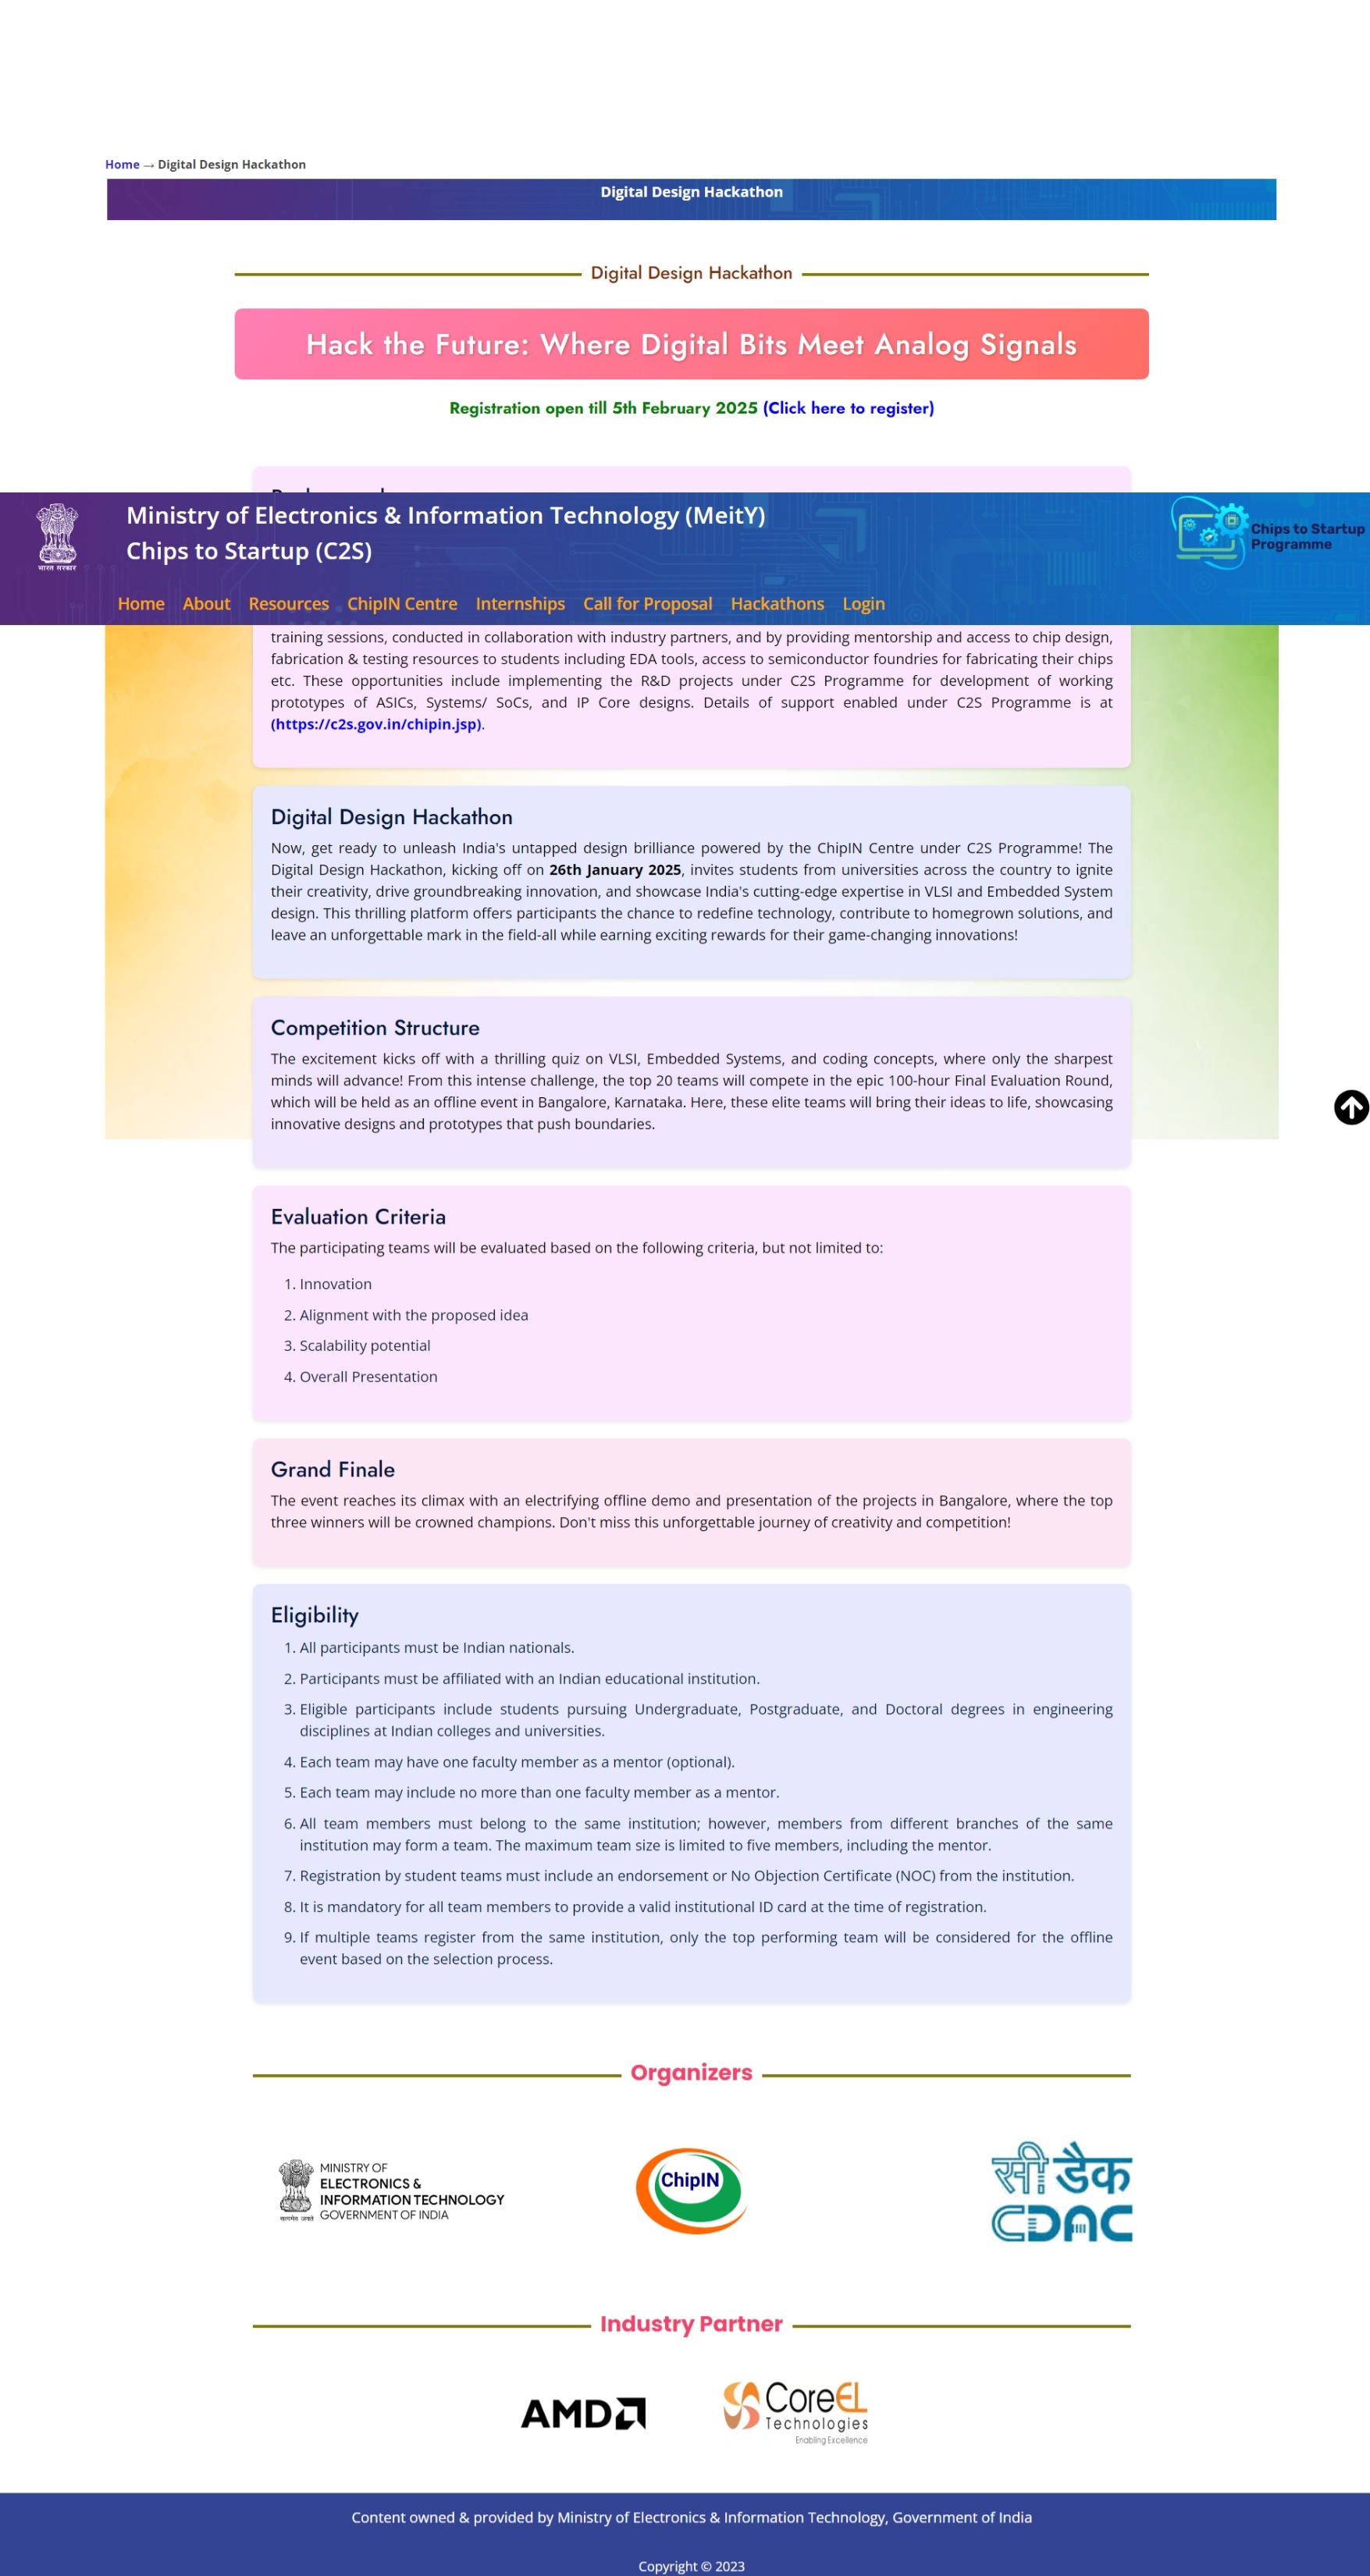 Home → Digital Design Hackathon
Digital Design Hackathon
Digital Design Hackathon
Hack the Future: Where Digital Bits Meet Analog Signals
Registration open till 5th February 2025 (Click here to register)
Ministry of Electronics & Information Technology (MeitY)
Chips to Startup (C2S)
भारत सरकार
Chips to Startup
Programme
Home About Resources ChipIN Centre Internships Call for Proposal Hackathons Login
training sessions, conducted in collaboration with industry partners, and by providing mentorship and access to chip design,
fabrication & testing resources to students including EDA tools, access to semiconductor foundries for fabricating their chips
etc. These opportunities include implementing the R&D projects under C2S Programme for development of working
prototypes of ASICs, Systems/ SoCs, and IP Core designs. Details of support enabled under C2S Programme is at
(https://c2s.gov.in/chipin.jsp).
Digital Design Hackathon
Now, get ready to unleash India's untapped design brilliance powered by the ChipIN Centre under C2S Programme! The
Digital Design Hackathon, kicking off on 26th January 2025, invites students from universities across the country to ignite
their creativity, drive groundbreaking innovation, and showcase India's cutting-edge expertise in VLSI and Embedded System
design. This thrilling platform offers participants the chance to redefine technology, contribute to homegrown solutions, and
leave an unforgettable mark in the field-all while earning exciting rewards for their game-changing innovations!
Competition Structure
The excitement kicks off with a thrilling quiz on VLSI, Embedded Systems, and coding concepts, where only the sharpest
minds will advance! From this intense challenge, the top 20 teams will compete in the epic 100-hour Final Evaluation Round,
which will be held as an offline event in Bangalore, Karnataka. Here, these elite teams will bring their ideas to life, showcasing
innovative designs and prototypes that push boundaries.
Evaluation Criteria
The participating teams will be evaluated based on the following criteria, but not limited to:
1. Innovation
2. Alignment with the proposed idea
3. Scalability potential
4. Overall Presentation
Grand Finale
The event reaches its climax with an electrifying offline demo and presentation of the projects in Bangalore, where the top
three winners will be crowned champions. Don't miss this unforgettable journey of creativity and competition!
Eligibility
1. All participants must be Indian nationals.
2. Participants must be affiliated with an Indian educational institution.
3. Eligible participants include students pursuing Undergraduate, Postgraduate, and Doctoral degrees in engineering
disciplines at Indian colleges and universities.
4. Each team may have one faculty member as a mentor (optional).
5. Each team may include no more than one faculty member as a mentor.
6. All team members must belong to the same institution; however, members from different branches of the same
institution may form a team. The maximum team size is limited to five members, including the mentor.
7. Registration by student teams must include an endorsement or No Objection Certificate (NOC) from the institution.
8. It is mandatory for all team members to provide a valid institutional ID card at the time of registration.
9. If multiple teams register from the same institution, only the top performing team will be considered for the offline
event based on the selection process.
Organizers
MINISTRY OF
ELECTRONICS &
INFORMATION TECHNOLOGY
GOVERNMENT OF INDIA
सत्यमेव जयते
ChipIN
सी डैक
CDAC
Industry Partner
AMD
CoreEL
Technologies
Enabling Excellence
Content owned & provided by Ministry of Electronics & Information Technology, Government of India
Copyright © 2023